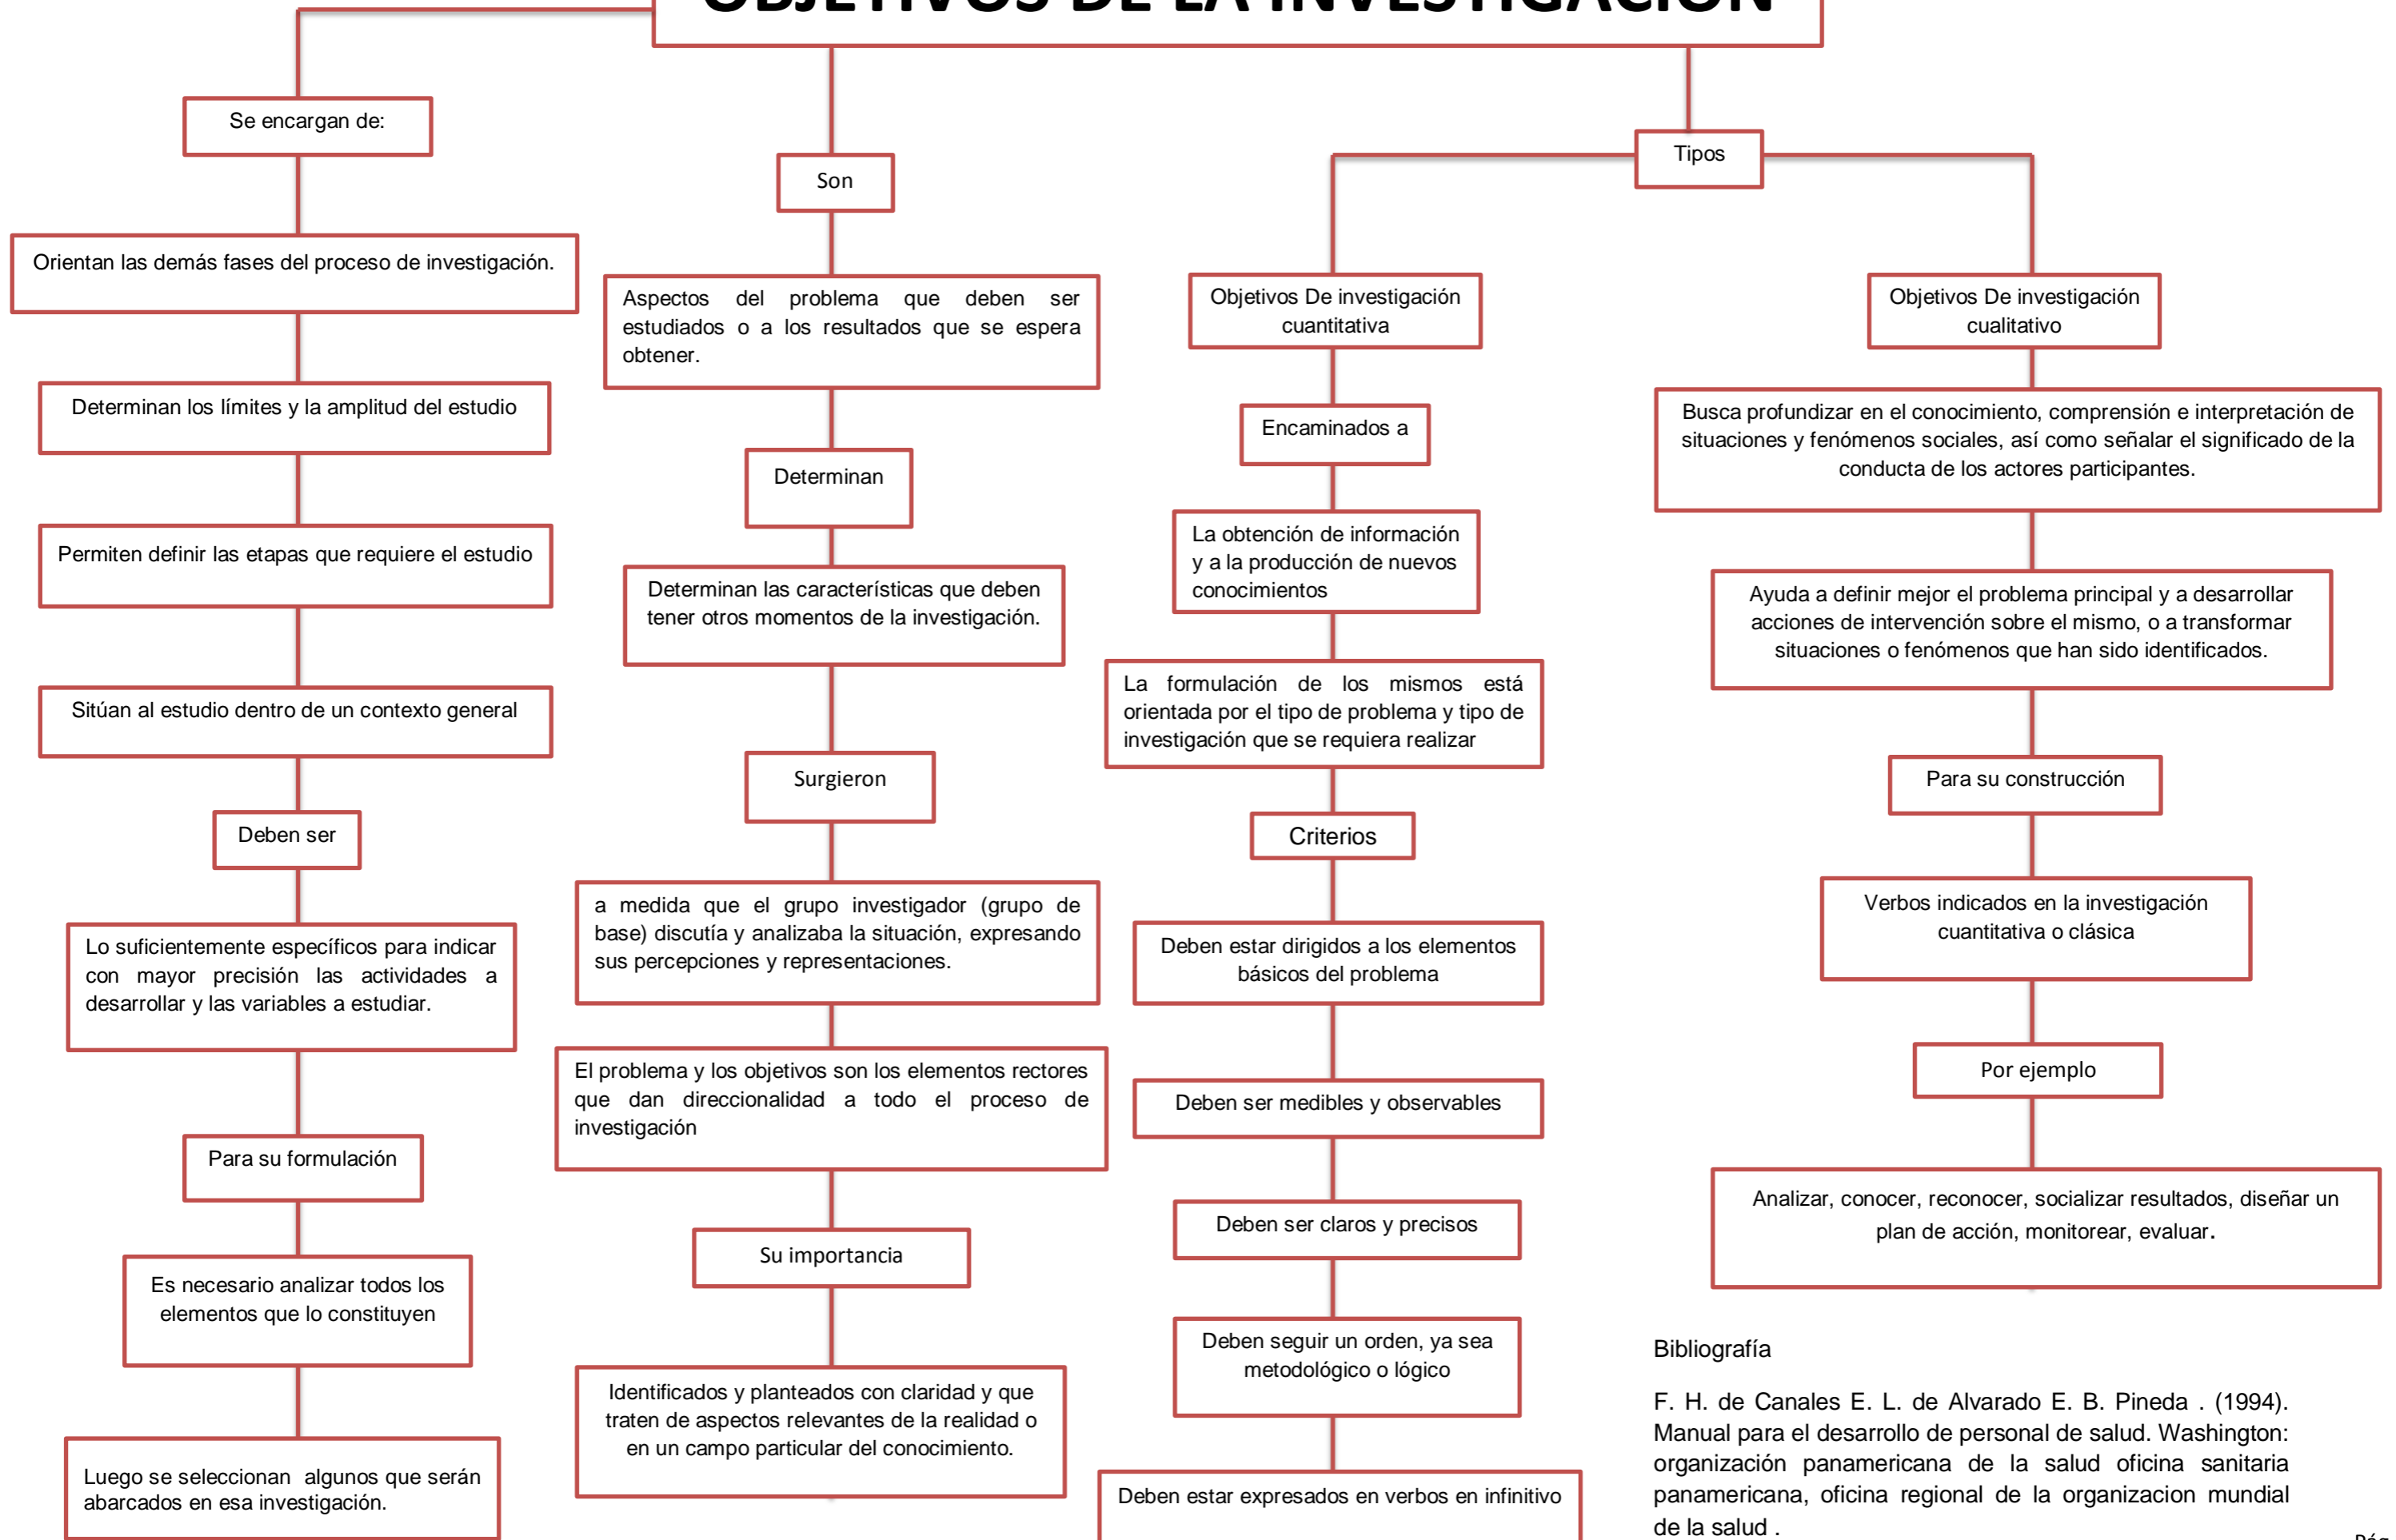 OBJETIVOS DE LA INVESTIGACIÓN
Se encargan de:
Orientan las demás fases del proceso de investigación.
Determinan los límites y la amplitud del estudio
Permiten definir las etapas que requiere el estudio
Sitúan al estudio dentro de un contexto general
Deben ser
Lo suficientemente específicos para indicar
con mayor precisión las actividades a
desarrollar y las variables a estudiar.
Para su formulación
Es necesario analizar todos los
elementos que lo constituyen
Luego se seleccionan algunos que serán
abarcados en esa investigación.
Son
Aspectos del problema que deben ser
estudiados o a los resultados que se espera
obtener.
Determinan
Determinan las características que deben
tener otros momentos de la investigación.
Surgieron
a medida que el grupo investigador (grupo de
base) discutía y analizaba la situación, expresando
sus percepciones y representaciones.
El problema y los objetivos son los elementos rectores
que dan direccionalidad a todo el proceso de
investigación
Su importancia
Identificados y planteados con claridad y que
traten de aspectos relevantes de la realidad o
en un campo particular del conocimiento.
Tipos
Objetivos De investigación
cuantitativa
Encaminados a
La obtención de información
y a la producción de nuevos
conocimientos
La formulación de los mismos está
orientada por el tipo de problema y tipo de
investigación que se requiera realizar
Criterios
Deben estar dirigidos a los elementos
básicos del problema
Deben ser medibles y observables
Deben ser claros y precisos
Deben seguir un orden, ya sea
metodológico o lógico
Deben estar expresados en verbos en infinitivo
Objetivos De investigación
cualitativo
Busca profundizar en el conocimiento, comprensión e interpretación de
situaciones y fenómenos sociales, así como señalar el significado de la
conducta de los actores participantes.
Ayuda a definir mejor el problema principal y a desarrollar
acciones de intervención sobre el mismo, o a transformar
situaciones o fenómenos que han sido identificados.
Para su construcción
Verbos indicados en la investigación
cuantitativa o clásica
Por ejemplo
Analizar, conocer, reconocer, socializar resultados, diseñar un
plan de acción, monitorear, evaluar.
Bibliografía
F. H. de Canales E. L. de Alvarado E. B. Pineda . (1994).
Manual para el desarrollo de personal de salud. Washington:
organización panamericana de la salud oficina sanitaria
panamericana, oficina regional de la organizacion mundial
de la salud .